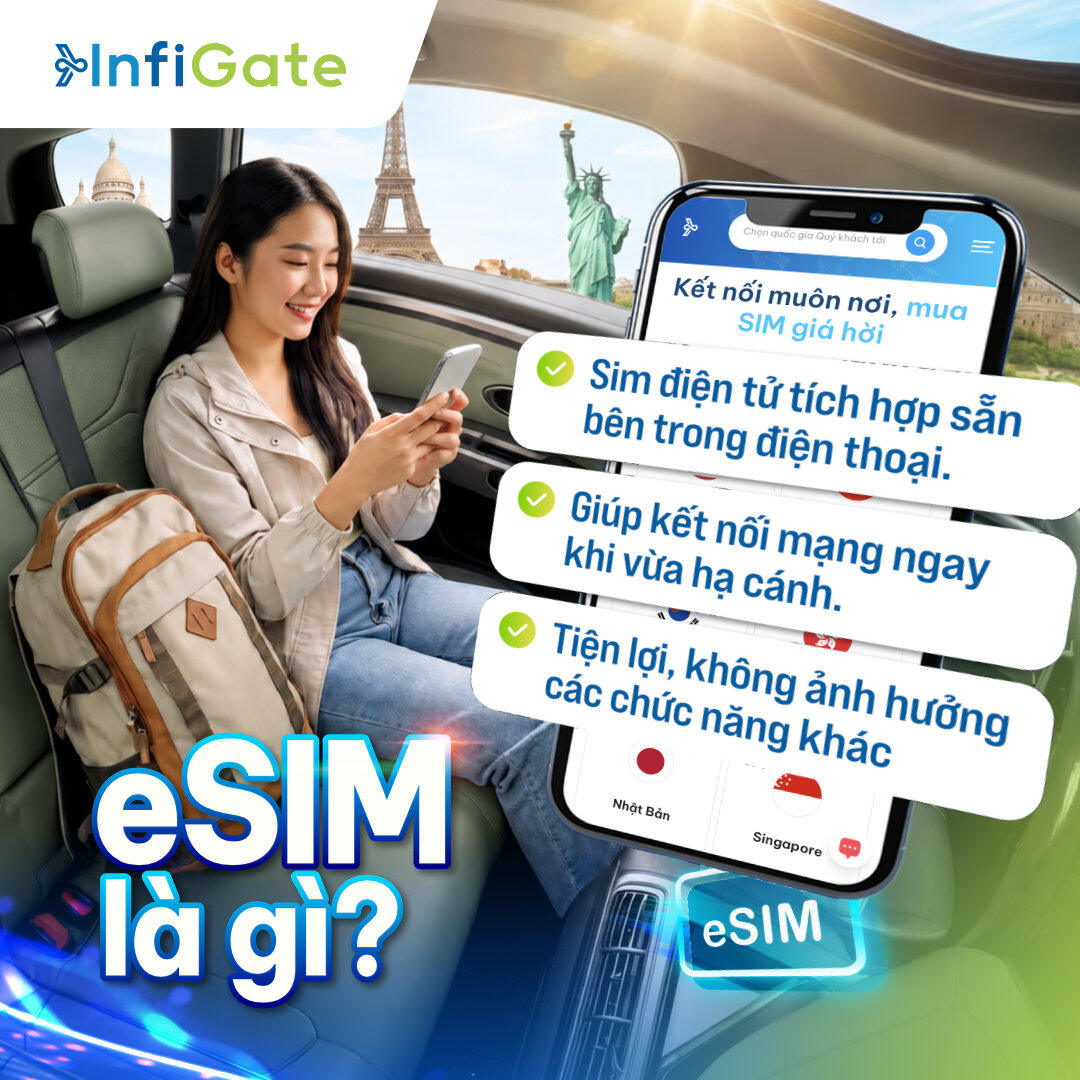 InfiGate
Chọn quốc gia Quý khách tới
Kết nối muôn nơi, mua
SIM giá hời
Sim điện tử tích hợp sẵn
bên trong điện thoại.
Giúp kết nối mạng ngay
khi vừa hạ cánh.
Tiện lợi, không ảnh hưởng
các chức năng khác
Nhật Bản
Singapore
eSIM
là gì?
eSIM